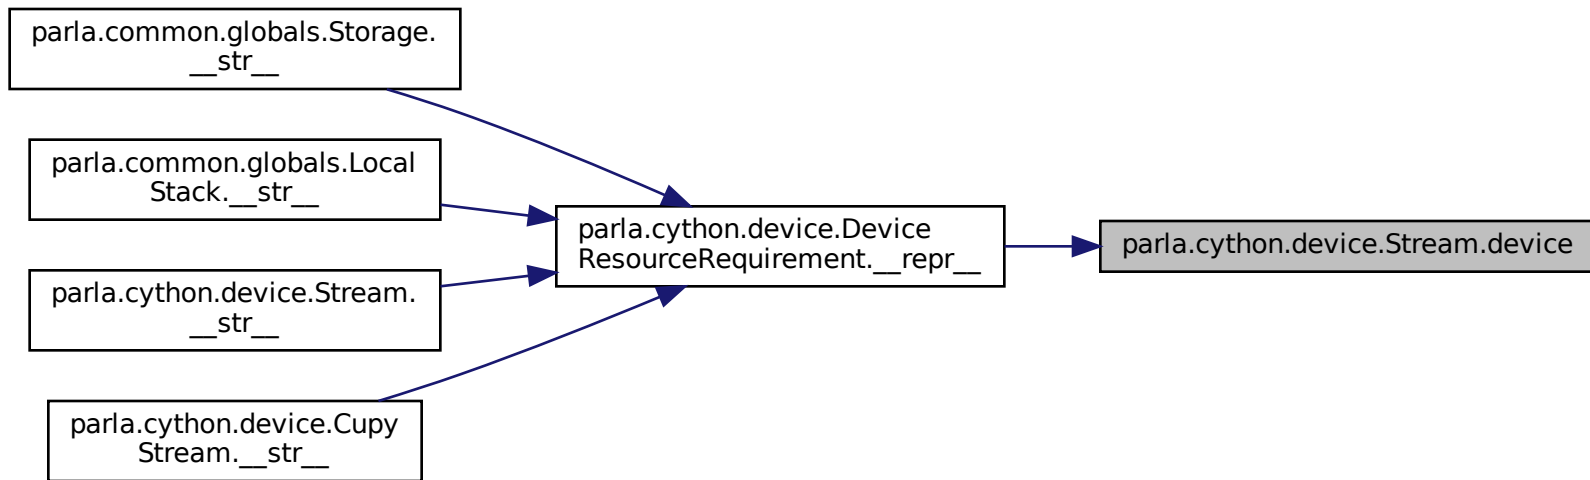 parla.common.globals.Storage.
__str__
parla.common.globals.Local
Stack.__str__
parla.cython.device.Stream.
__str__
parla.cython.device.Cupy
Stream.__str__
parla.cython.device.Device
ResourceRequirement.__repr__
parla.cython.device.Stream.device